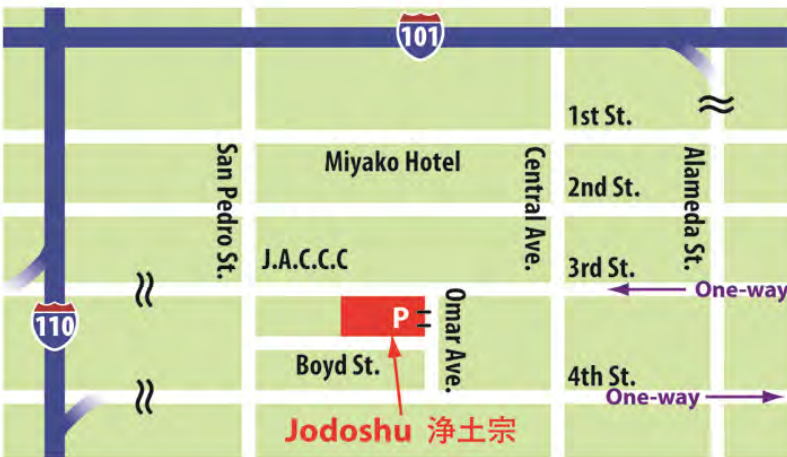 101
1st St.
Miyako Hotel
San Pedro St.
Central Ave.
Alameda St.
2nd St.
J.A.C.C.C
3rd St.
One-way
110
P
Omar Ave.
Boyd St.
4th St.
One-way
Jodoshu 浄土宗